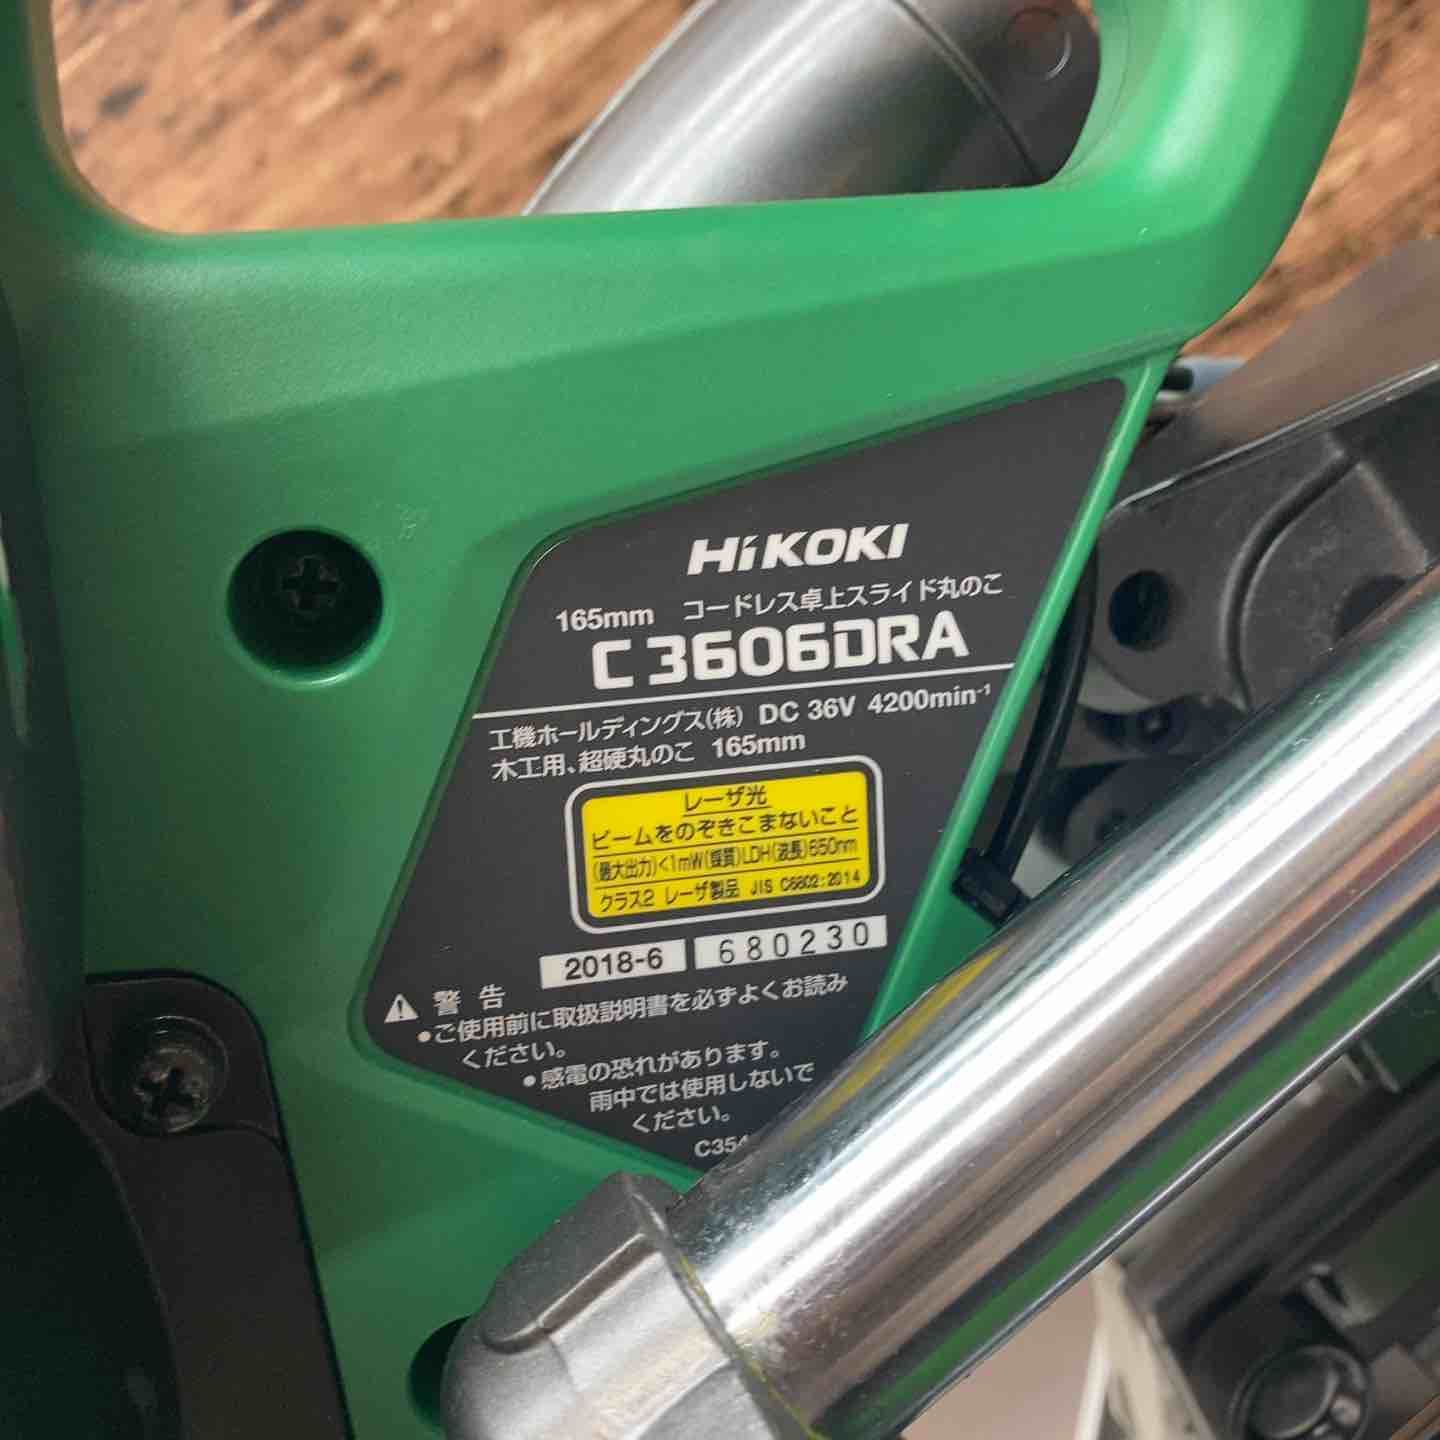 HiKOKI
165mm コードレス卓上スライド丸のこ
C 3606DRA
工機ホールディングス(株) DC 36V 4200min⁻¹
木工用、超硬丸のこ 165mm
レーザ光
ビームをのぞきこまないこと
(最大出力)<1mW(媒質)LDH(波長)650nm
クラス2 レーザ製品 JIS C6802:2014
2018-6 680230
警告
•ご使用前に取扱説明書を必ずよくお読み
ください。
•感電の恐れがあります。
雨中では使用しないで
ください。
C354